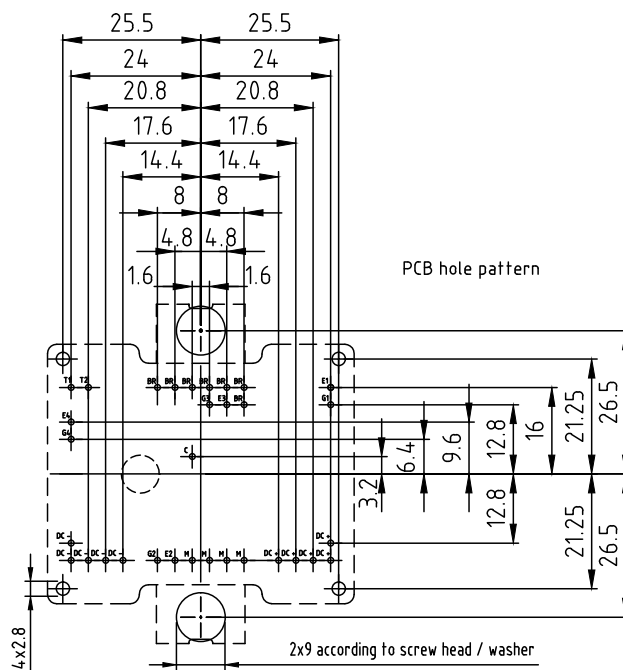 25.5 25.5
24 24
20.8 20.8
17.6 17.6
14.4 14.4
8 8
4.8 4.8
1.6 1.6
PCB hole pattern
T1 T2 BR BR BR BR BR BR E1
G3 E3 BR G1
E4
G4
C
3.2
6.4
9.6
12.8
16
21.25
26.5
12.8
21.25
26.5
DC - DC +
DC - DC - DC - DC - G2 E2 M M M M DC + DC + DC + DC +
4x2.8
2x9 according to screw head / washer